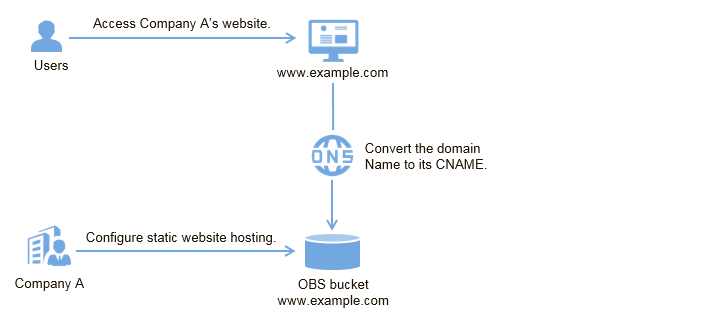 Access Company A's website.
Users
www.example.com
ONS
Convert the domain
Name to its CNAME.
Configure static website hosting.
Company A
OBS bucket
www.example.com